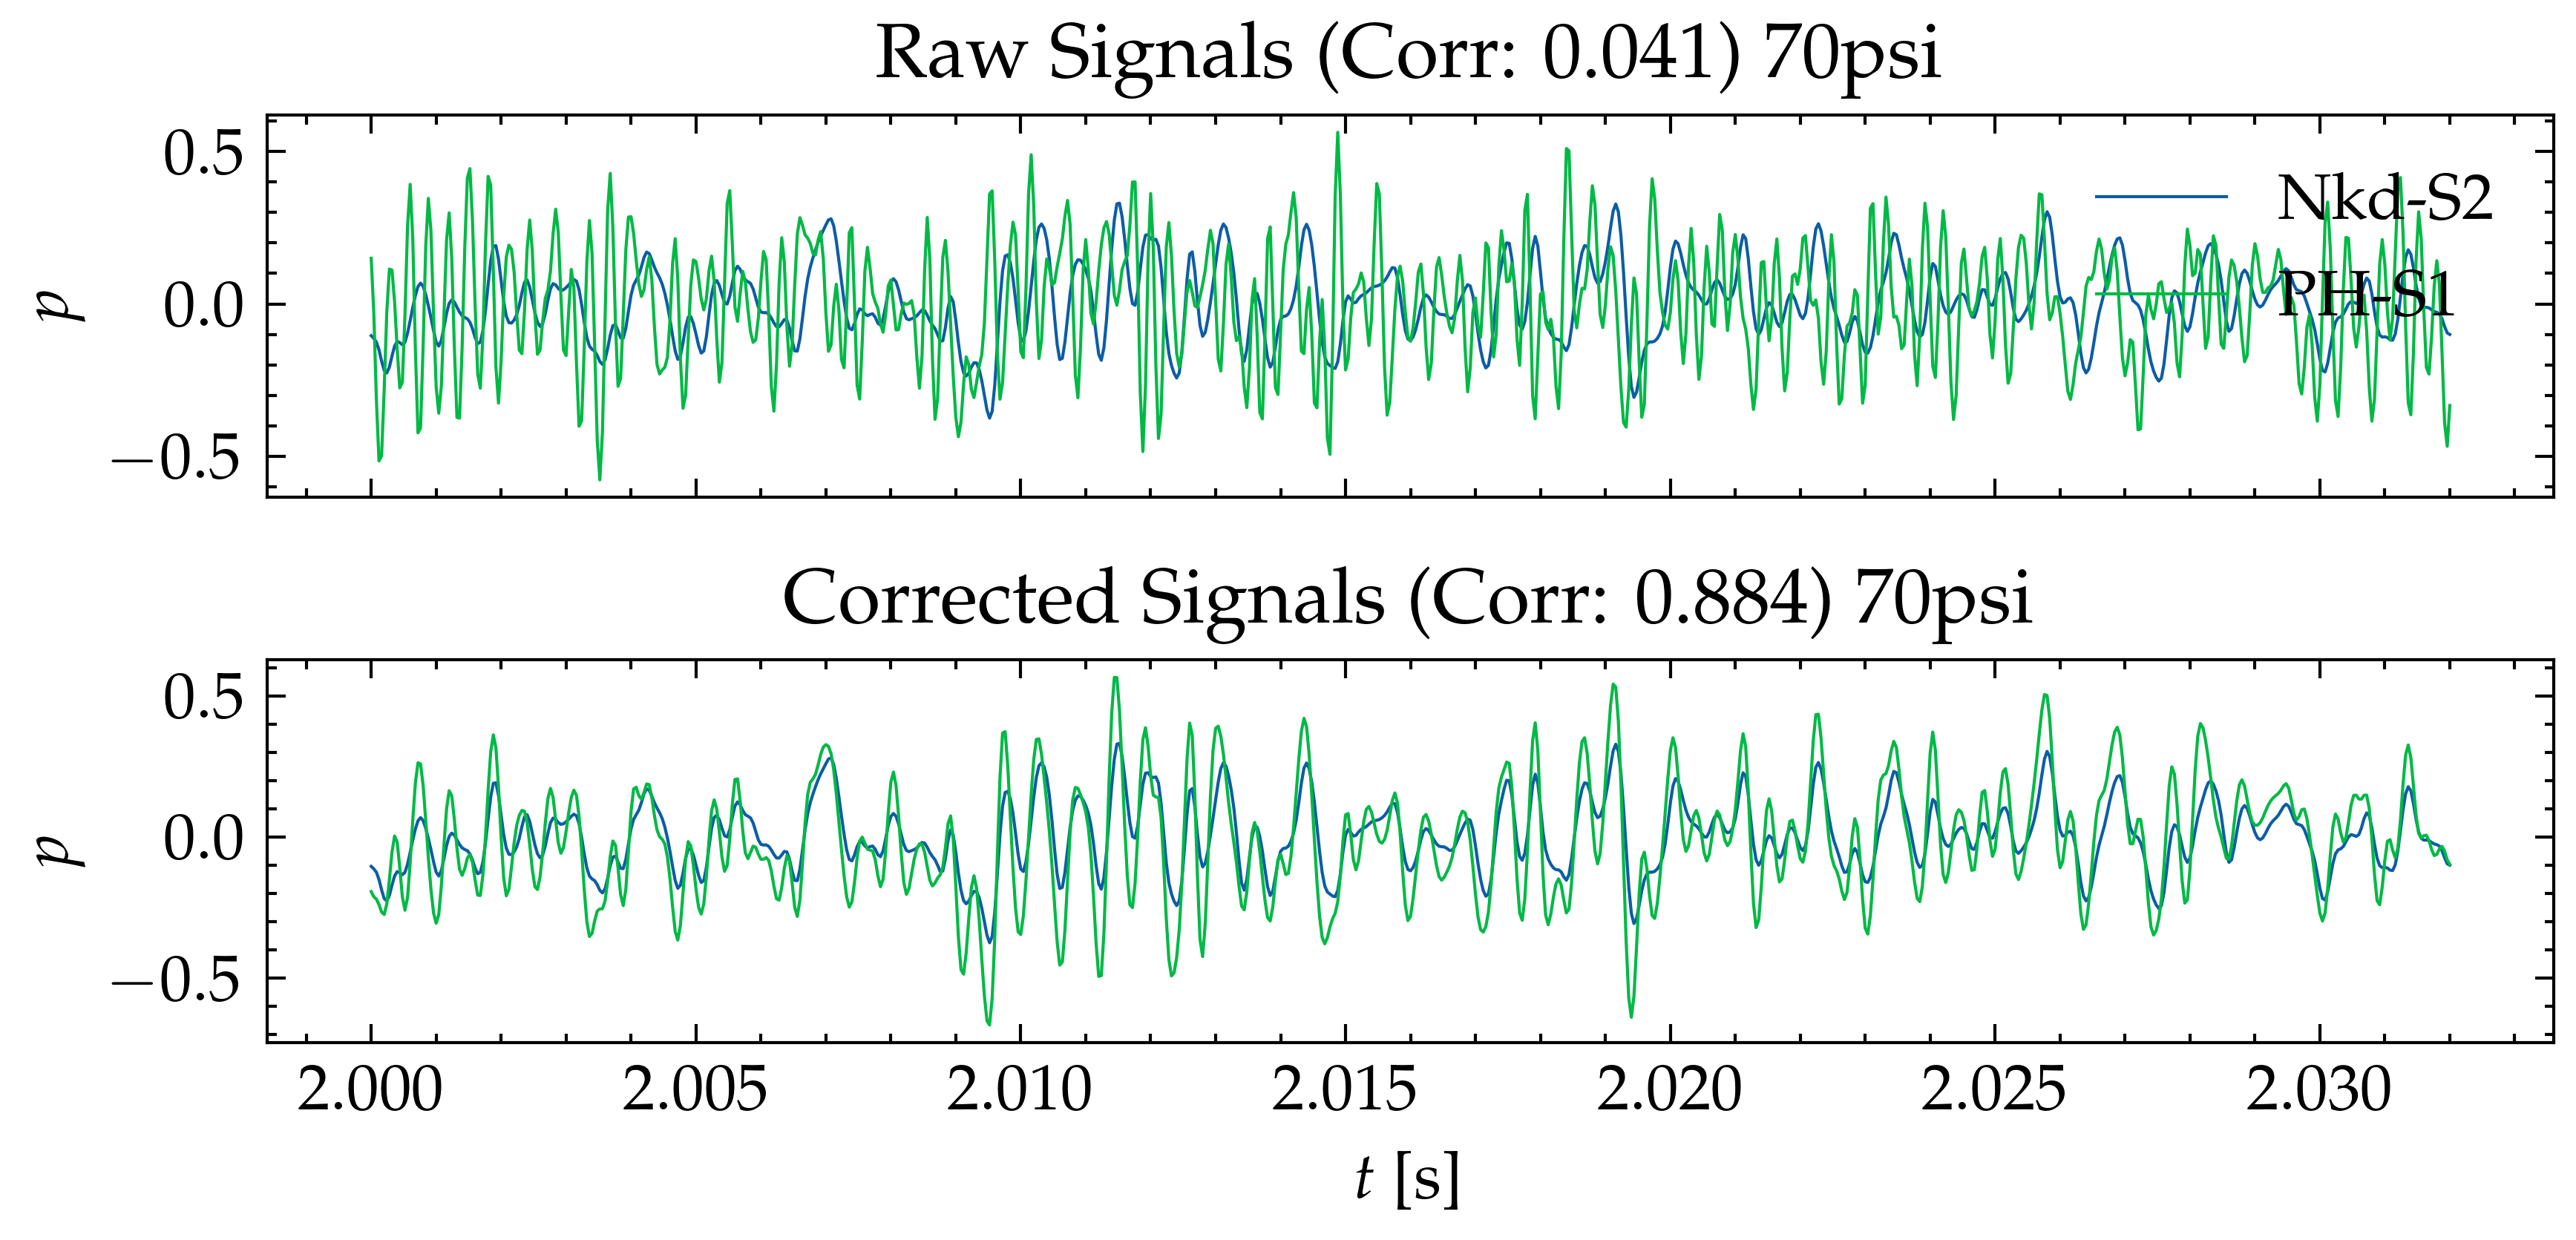 Raw Signals (Corr: 0.041) 70psi
p
0.5
0.0
−0.5
Nkd-S2
PH-S1
Corrected Signals (Corr: 0.884) 70psi
p
0.5
0.0
−0.5
2.000 2.005 2.010 2.015 2.020 2.025 2.030
t [s]